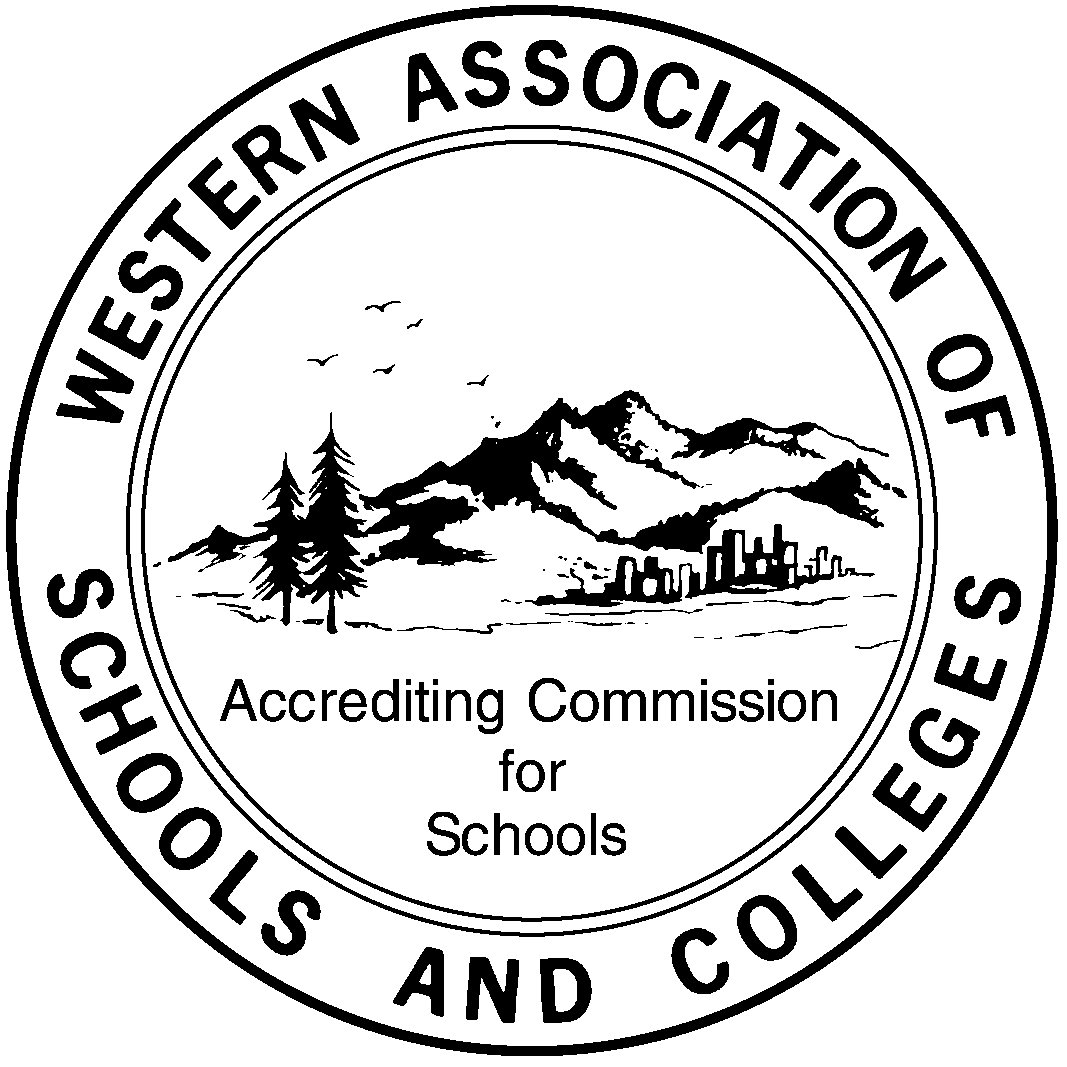 WESTERN ASSOCIATION OF
SCHOOLS AND COLLEGES
Accrediting Commission
for
Schools